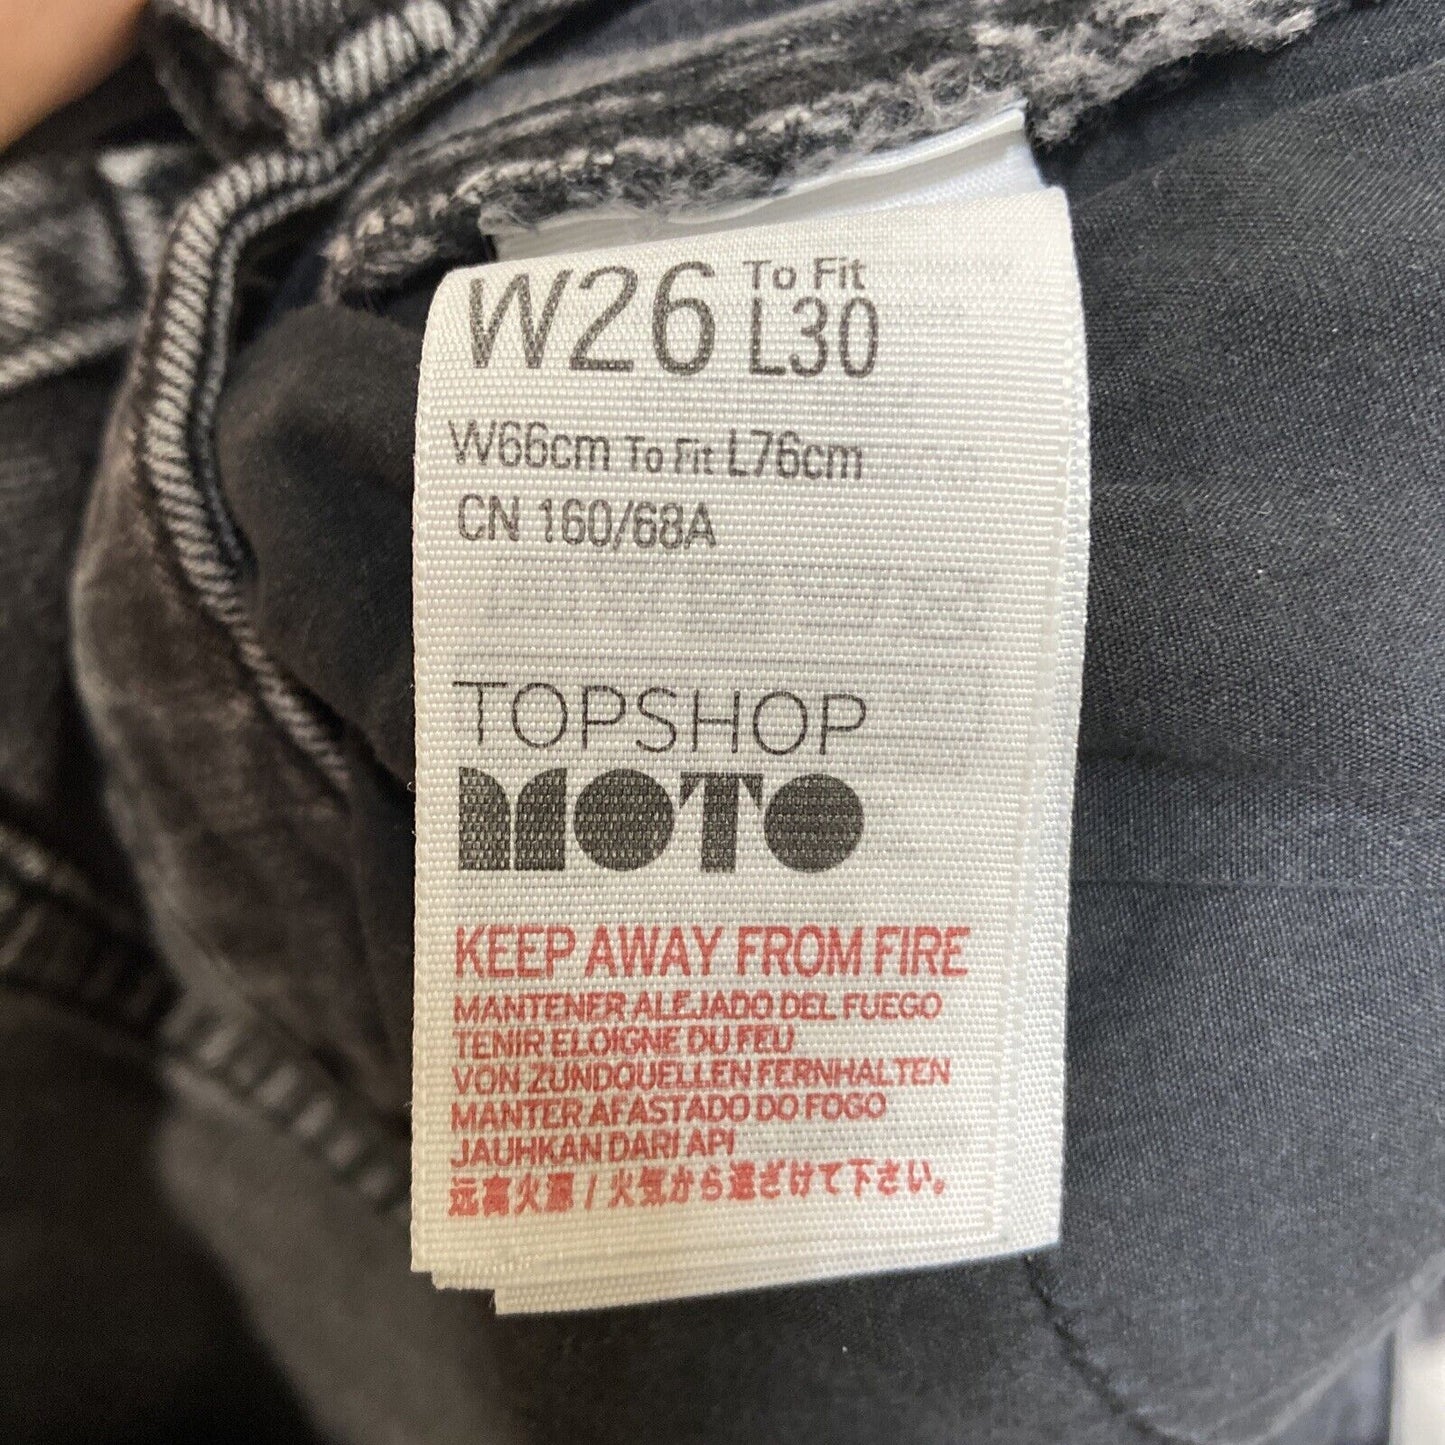 W26 To Fit L30
W66cm To Fit L76cm
CN 160/68A
TOPSHOP
MOTO
KEEP AWAY FROM FIRE
MANTENER ALEJADO DEL FUEGO
TENIR ELOIGNE DU FEU
VON ZUNDQUELLEN FERNHALTEN
MANTER AFASTADO DO FOGO
JAUHKAN DARI API
远离火源 / 火気から遠ざけて下さい。